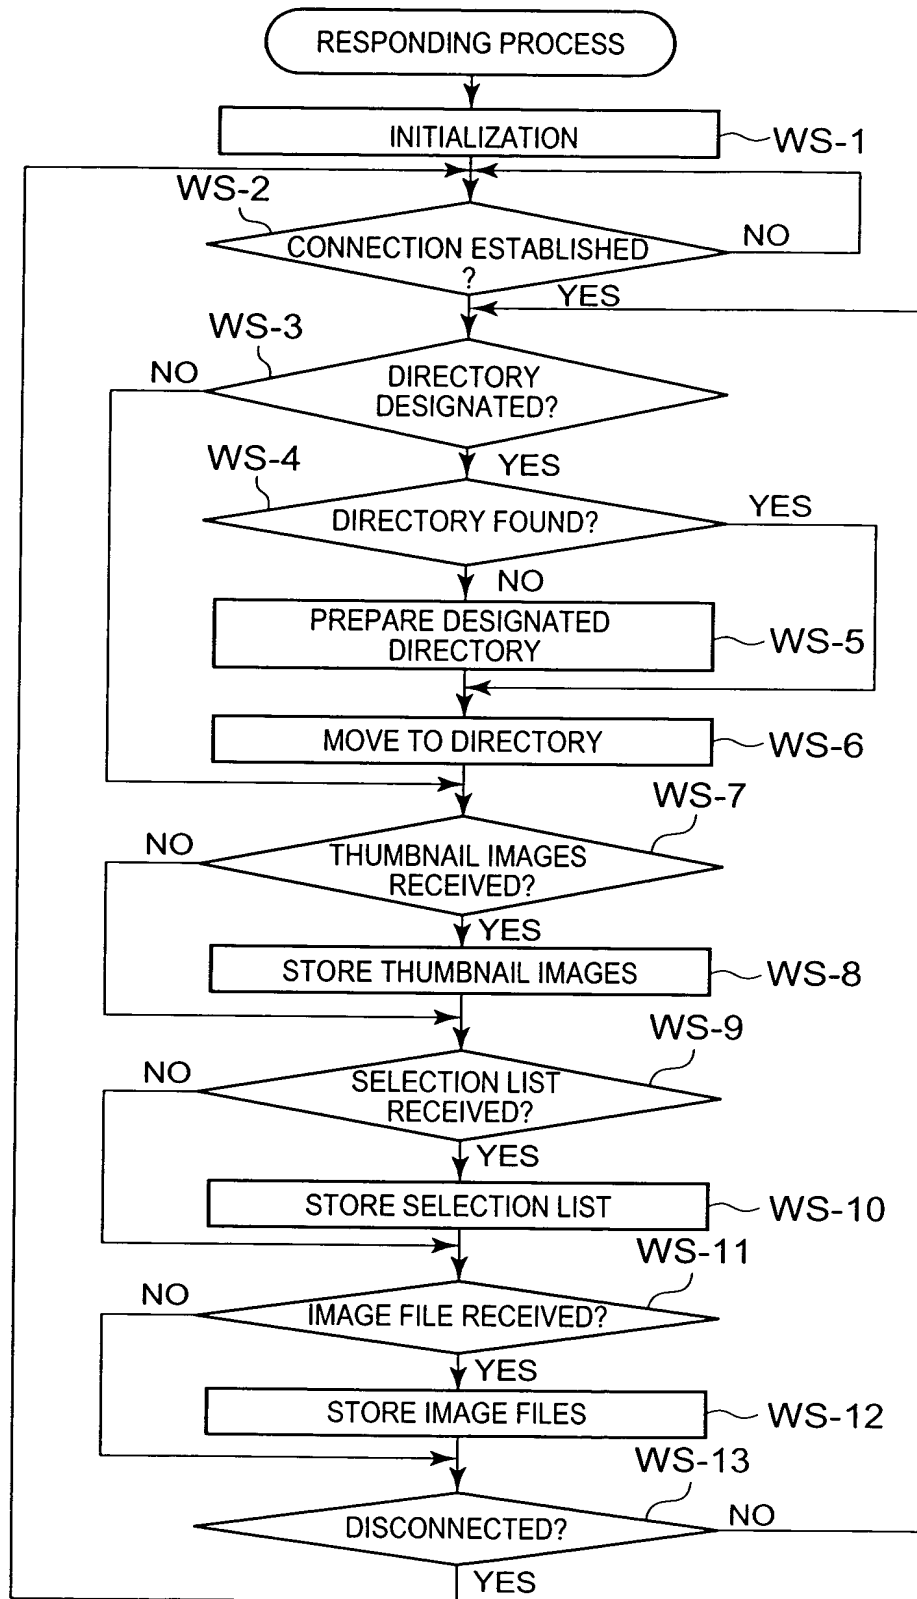 RESPONDING PROCESS
INITIALIZATION
WS-1
WS-2
CONNECTION ESTABLISHED
?
NO
YES
WS-3
NO
DIRECTORY
DESIGNATED?
YES
WS-4
DIRECTORY FOUND?
YES
NO
PREPARE DESIGNATED
DIRECTORY
WS-5
MOVE TO DIRECTORY
WS-6
WS-7
NO
THUMBNAIL IMAGES
RECEIVED?
YES
STORE THUMBNAIL IMAGES
WS-8
WS-9
NO
SELECTION LIST
RECEIVED?
YES
STORE SELECTION LIST
WS-10
WS-11
NO
IMAGE FILE RECEIVED?
YES
STORE IMAGE FILES
WS-12
WS-13
DISCONNECTED?
NO
YES